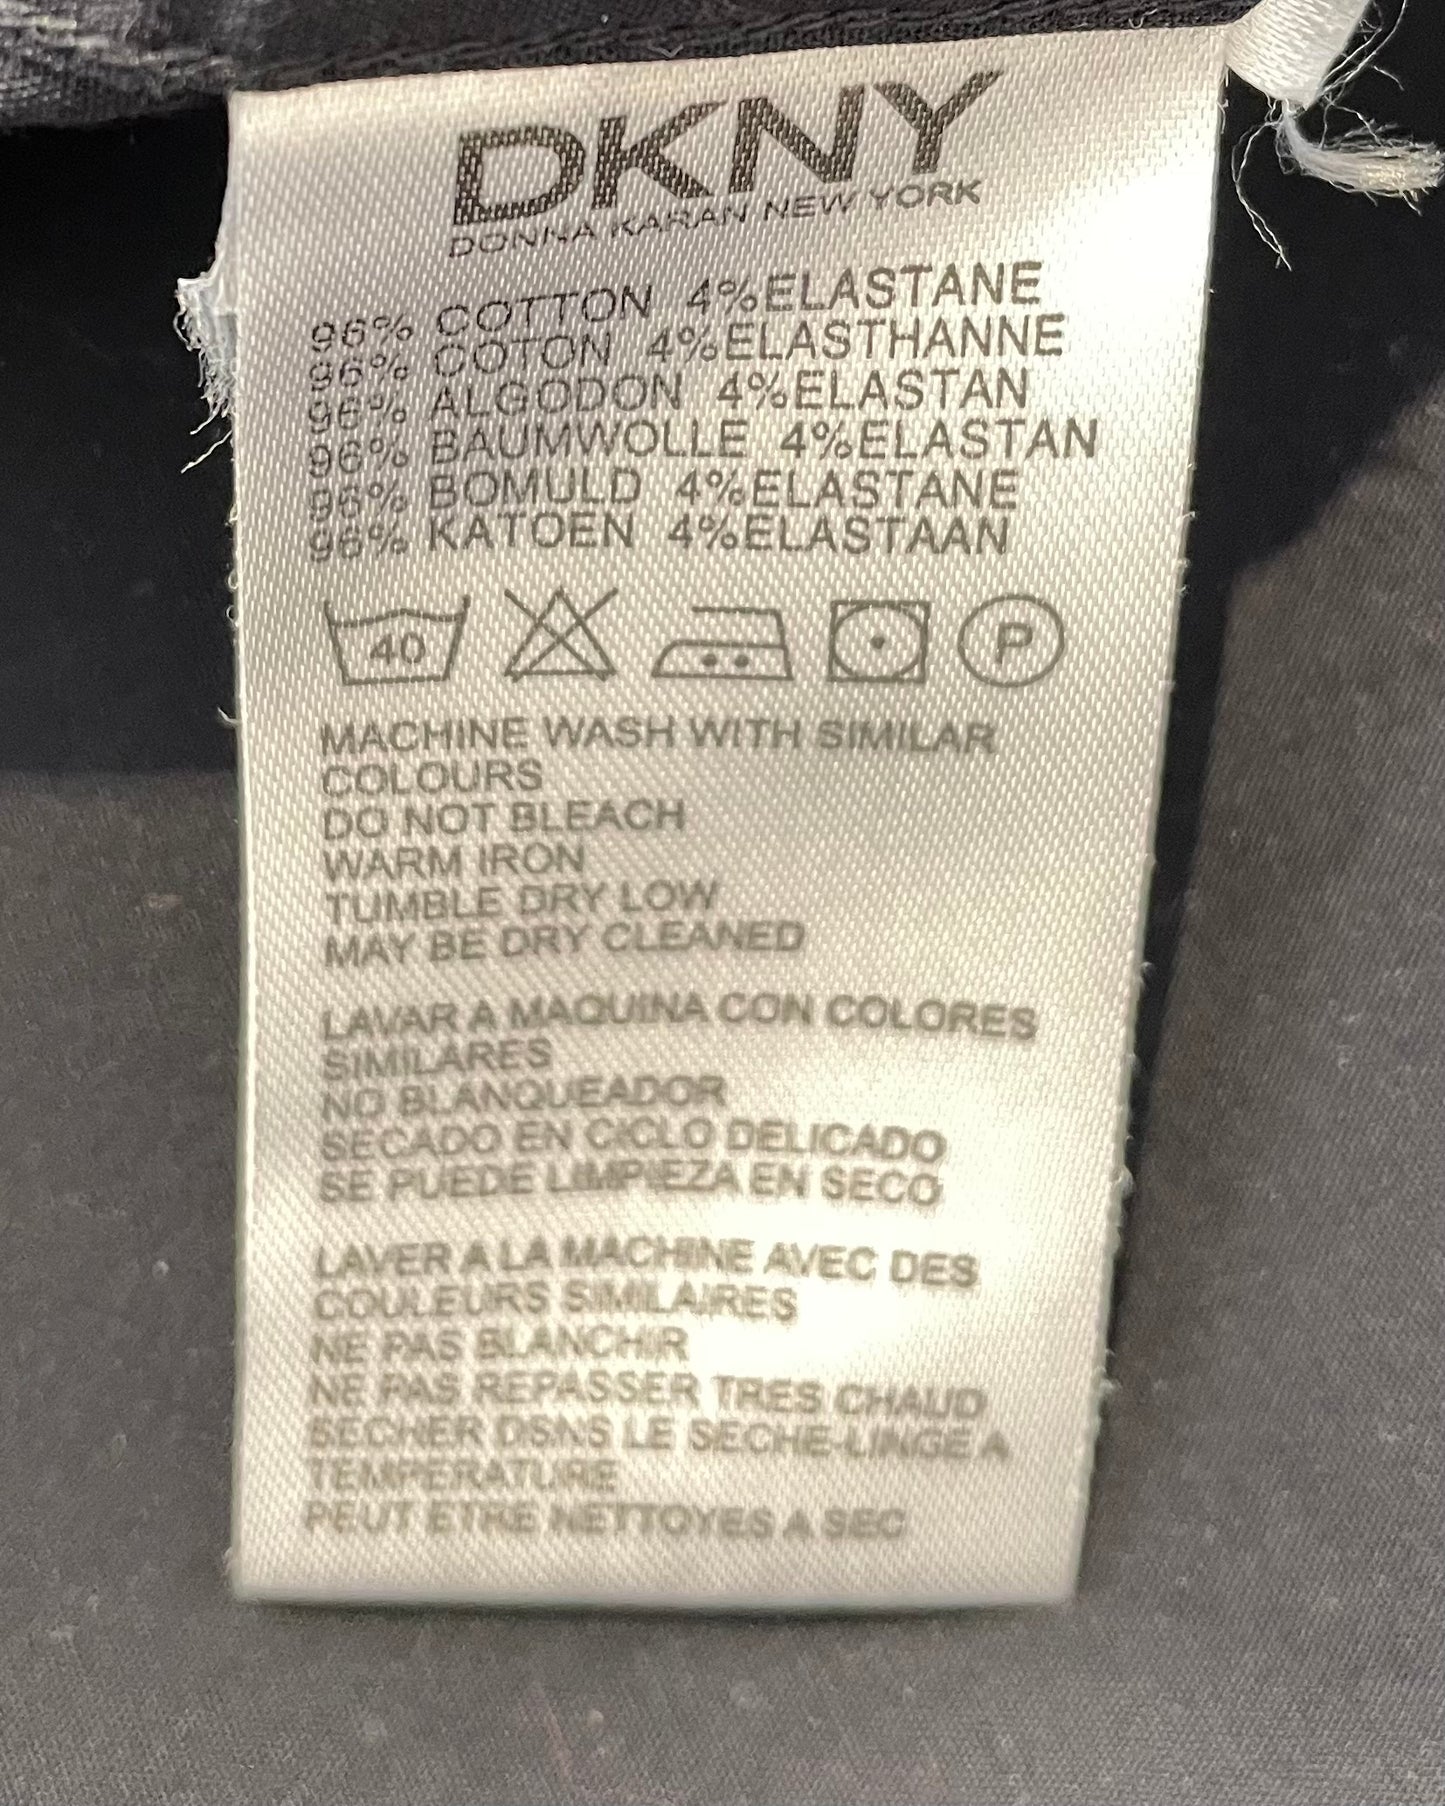 DKNY
DONNA KARAN NEW YORK
96% COTTON 4%ELASTANE
96% COTON 4%ELASTHANNE
96% ALGODON 4%ELASTAN
96% BAUMWOLLE 4%ELASTAN
96% BOMULD 4%ELASTANE
96% KATOEN 4%ELASTAAN
40 P
MACHINE WASH WITH SIMILAR
COLOURS
DO NOT BLEACH
WARM IRON
TUMBLE DRY LOW
MAY BE DRY CLEANED
LAVAR A MAQUINA CON COLORES
SIMILARES
NO BLANQUEADOR
SECADO EN CICLO DELICADO
SE PUEDE LIMPIEZA EN SECO
LAVER A LA MACHINE AVEC DES
COULEURS SIMILAIRES
NE PAS BLANCHIR
NE PAS REPASSER TRES CHAUD
SECHER DSNS LE SECHE-LINGE A
TEMPERATURE
PEUT ETRE NETTOYES A SEC